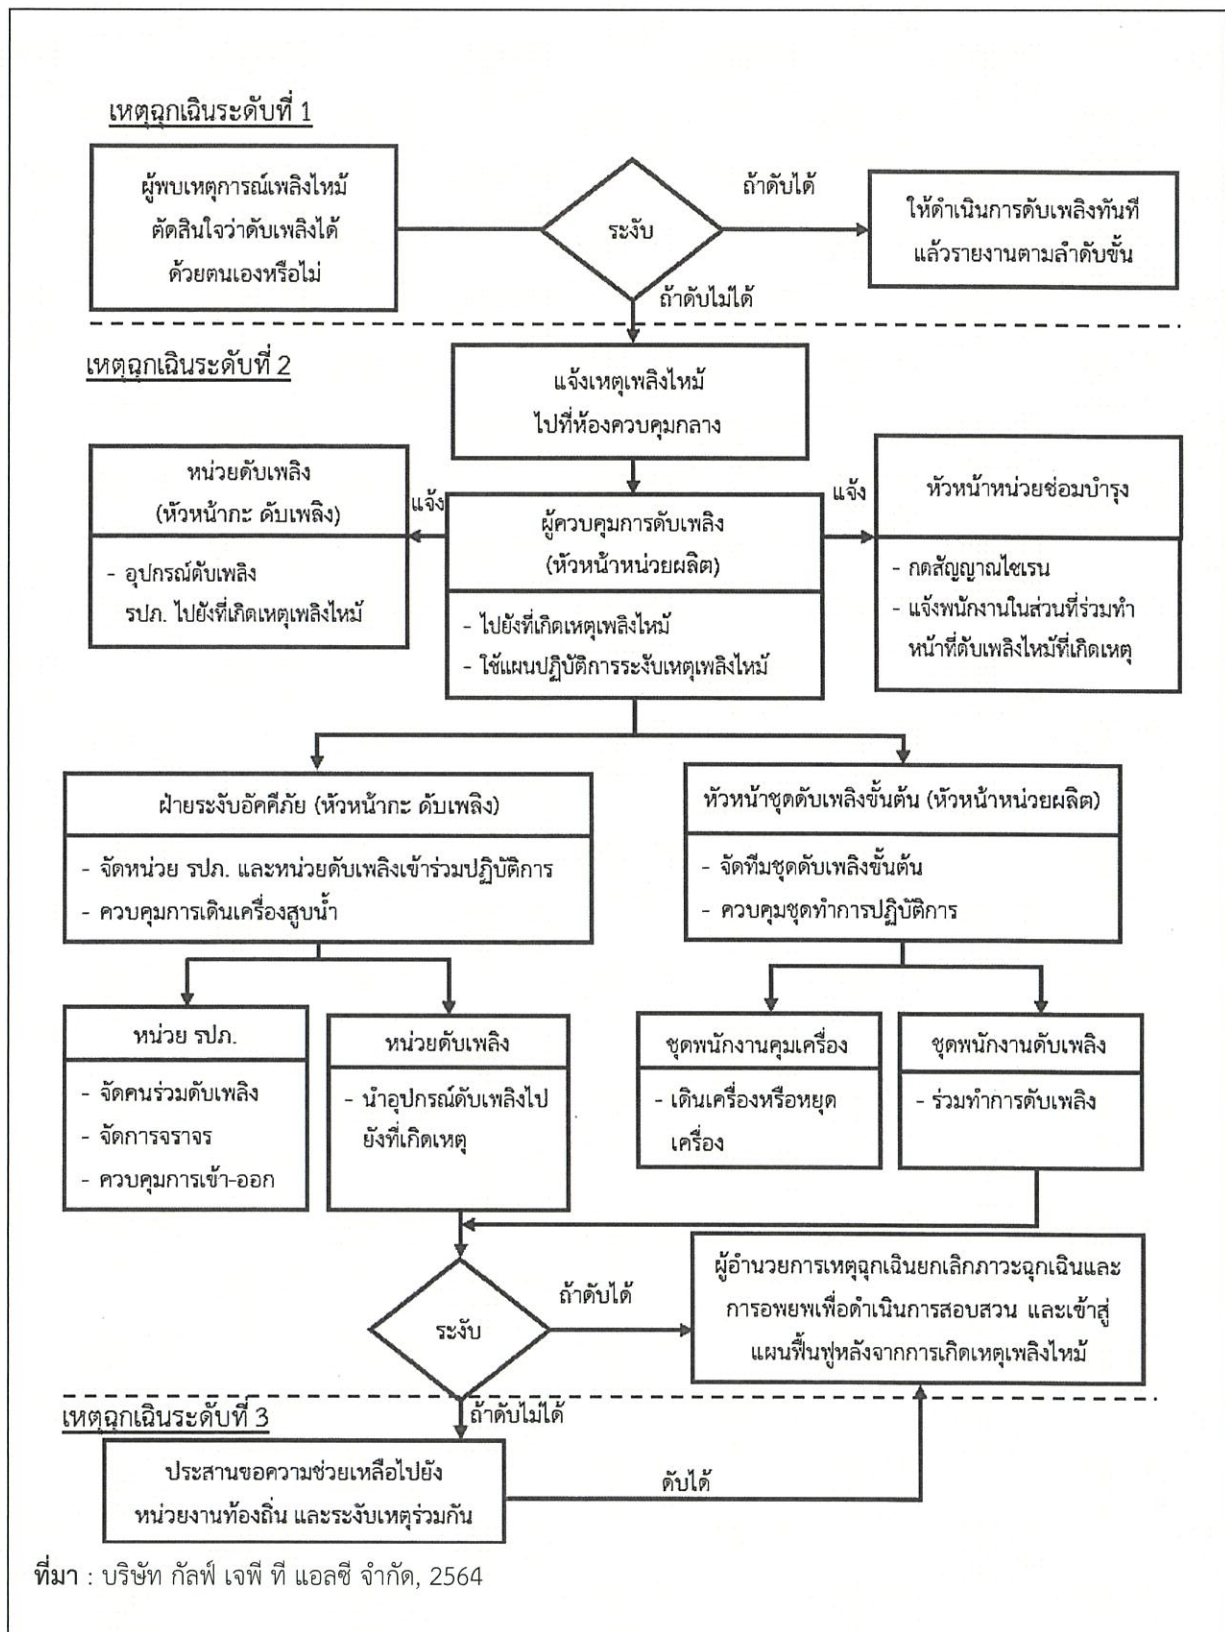 เหตุฉุกเฉินระดับที่ 1
ผู้พบเหตุการณ์เพลิงไหม้
ตัดสินใจว่าดับเพลิงได้
ด้วยตนเองหรือไม่
ระงับ
ถ้าดับได้
ให้ดำเนินการดับเพลิงทันที
แล้วรายงานตามลำดับขั้น
ถ้าดับไม่ได้
เหตุฉุกเฉินระดับที่ 2
แจ้งเหตุเพลิงไหม้
ไปที่ห้องควบคุมกลาง
หน่วยดับเพลิง
(หัวหน้ากะ ดับเพลิง)
- อุปกรณ์ดับเพลิง
รปภ. ไปยังที่เกิดเหตุเพลิงไหม้
แจ้ง
ผู้ควบคุมการดับเพลิง
(หัวหน้าหน่วยผลิต)
- ไปยังที่เกิดเหตุเพลิงไหม้
- ใช้แผนปฏิบัติการระงับเหตุเพลิงไหม้
แจ้ง
หัวหน้าหน่วยซ่อมบำรุง
- กดสัญญาณไซเรน
- แจ้งพนักงานในส่วนที่ร่วมทำ
หน้าที่ดับเพลิงไหม้ที่เกิดเหตุ
ฝ่ายระงับอัคคีภัย (หัวหน้ากะ ดับเพลิง)
- จัดหน่วย รปภ. และหน่วยดับเพลิงเข้าร่วมปฏิบัติการ
- ควบคุมการเดินเครื่องสูบน้ำ
หัวหน้าชุดดับเพลิงขั้นต้น (หัวหน้าหน่วยผลิต)
- จัดทีมชุดดับเพลิงขั้นต้น
- ควบคุมชุดทำการปฏิบัติการ
หน่วย รปภ.
- จัดคนร่วมดับเพลิง
- จัดการจราจร
- ควบคุมการเข้า-ออก
หน่วยดับเพลิง
- นำอุปกรณ์ดับเพลิงไป
ยังที่เกิดเหตุ
ชุดพนักงานคุมเครื่อง
- เดินเครื่องหรือหยุด
เครื่อง
ชุดพนักงานดับเพลิง
- ร่วมทำการดับเพลิง
ระงับ
ถ้าดับได้
ผู้อำนวยการเหตุฉุกเฉินยกเลิกภาวะฉุกเฉินและ
การอพยพเพื่อดำเนินการสอบสวน และเข้าสู่
แผนฟื้นฟูหลังจากการเกิดเหตุเพลิงไหม้
ถ้าดับไม่ได้
เหตุฉุกเฉินระดับที่ 3
ประสานขอความช่วยเหลือไปยัง
หน่วยงานท้องถิ่น และระงับเหตุร่วมกัน
ดับได้
ที่มา : บริษัท กัลฟ์ เจพี ที แอลซี จำกัด, 2564